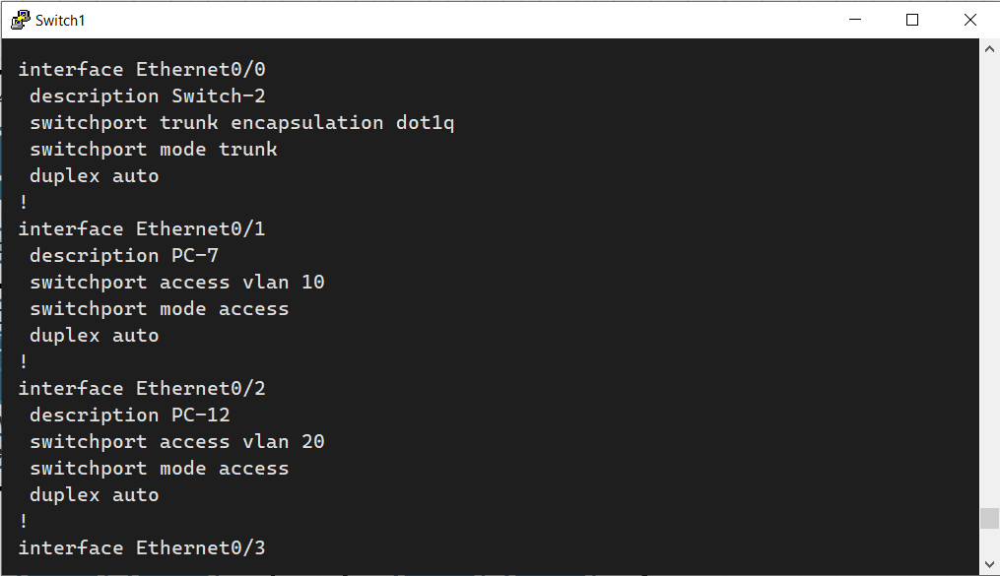 Switch1
interface Ethernet0/0
 description Switch-2
 switchport trunk encapsulation dot1q
 switchport mode trunk
 duplex auto
!
interface Ethernet0/1
 description PC-7
 switchport access vlan 10
 switchport mode access
 duplex auto
!
interface Ethernet0/2
 description PC-12
 switchport access vlan 20
 switchport mode access
 duplex auto
!
interface Ethernet0/3